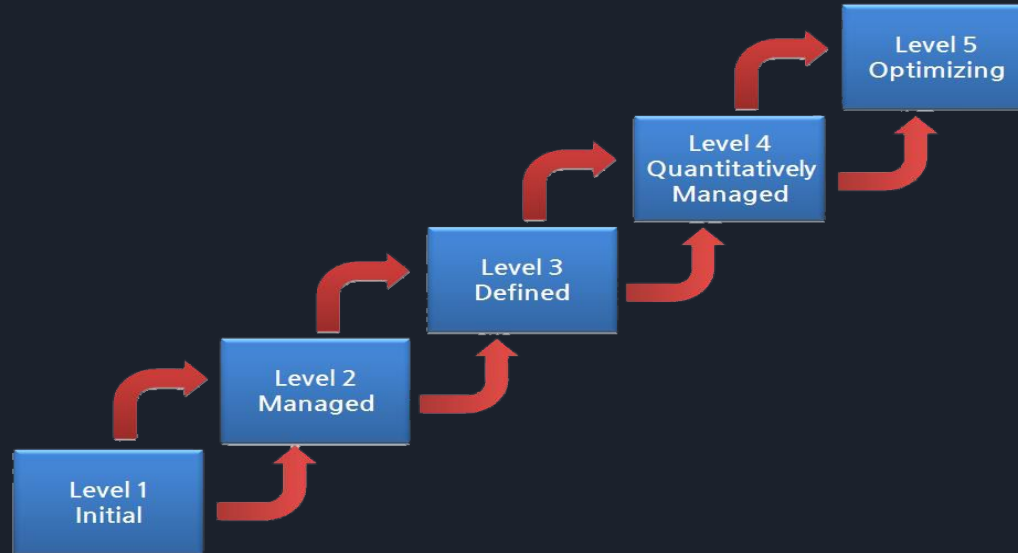 Level 1
Initial
Level 2
Managed
Level 3
Defined
Level 4
Quantitatively
Managed
Level 5
Optimizing